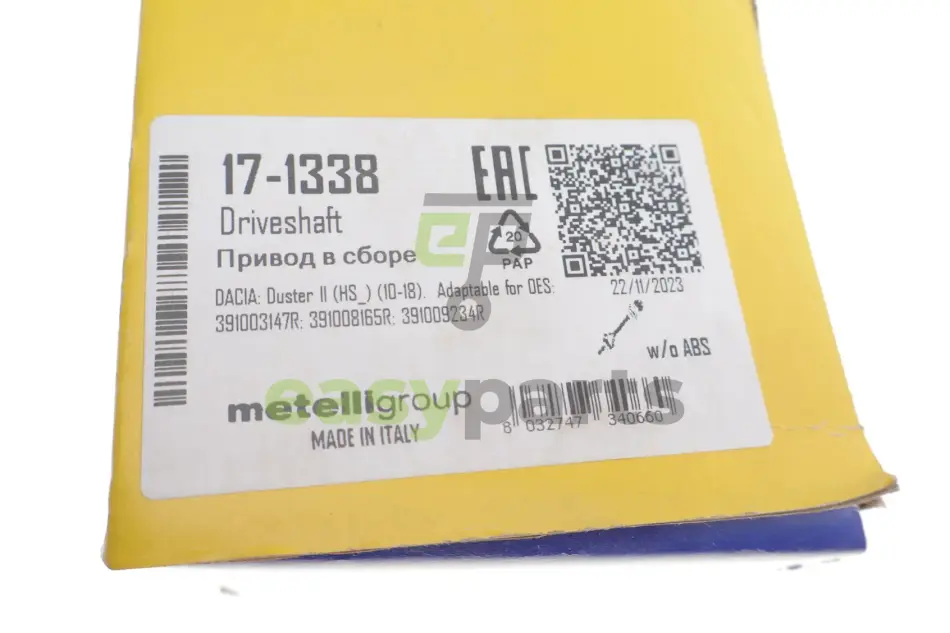 17-1338
EAC
Driveshaft
Привод в сборе
20
PAP
DACIA: Duster II (HS_) (10-18). Adaptable for OES:
391003147R; 391008165R; 391009234R
22/11/2023
w/o ABS
easyparts
metelligroup
MADE IN ITALY
8 032747 340660